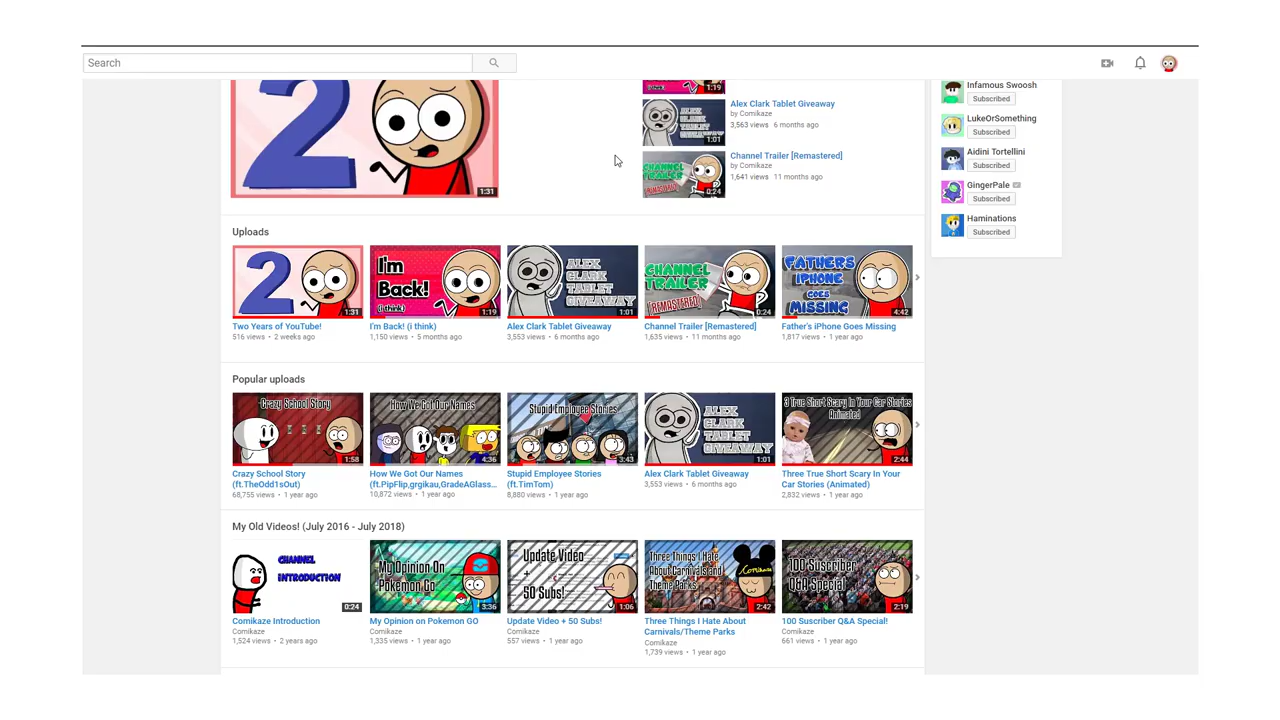 Search
2
1:31
1:19
ALEX CLARK TABLET GIVEAWAY
1:01
Alex Clark Tablet Giveaway
by Comikaze
3,563 views 6 months ago
CHANNEL TRAILER [REMASTERED]
0:24
Channel Trailer [Remastered]
by Comikaze
1,641 views 11 months ago
Infamous Swoosh
Subscribed
LukeOrSomething
Subscribed
Aidini Tortellini
Subscribed
GingerPale
Subscribed
Haminations
Subscribed
Uploads
2
1:31
I'm Back! (i think)
1:19
ALEX CLARK TABLET GIVEAWAY
1:01
CHANNEL TRAILER [REMASTERED]
0:24
FATHERS IPHONE GOES MISSING
4:42
Two Years of YouTube!
516 views • 2 weeks ago
I'm Back! (i think)
1,150 views • 5 months ago
Alex Clark Tablet Giveaway
3,553 views • 6 months ago
Channel Trailer [Remastered]
1,635 views • 11 months ago
Father's iPhone Goes Missing
1,817 views • 1 year ago
Popular uploads
Crazy School Story
1:58
How We Got Our Names
4:36
Stupid Employee Stories
3:43
ALEX CLARK TABLET GIVEAWAY
1:01
3 True Short Scary In Your Car Stories
Animated
2:44
Crazy School Story
(ft.TheOdd1sOut)
68,755 views • 1 year ago
How We Got Our Names
(ft.PipFlip,grgikau,GradeAGlass...
10,872 views • 1 year ago
Stupid Employee Stories
(ft.TimTom)
8,880 views • 1 year ago
Alex Clark Tablet Giveaway
3,553 views • 6 months ago
Three True Short Scary In Your
Car Stories (Animated)
2,832 views • 1 year ago
My Old Videos! (July 2016 - July 2018)
CHANNEL
INTRODUCTION
0:24
My Opinion On
Pokemon Go
3:36
Update Video
+
50 Subs!
1:06
Three Things I Hate
About Carnivals and
Theme Parks
Comikaze
2:42
100 Suscriber
Q&A Special
2:19
Comikaze Introduction
Comikaze
1,524 views • 2 years ago
My Opinion on Pokemon GO
Comikaze
1,335 views • 1 year ago
Update Video + 50 Subs!
Comikaze
557 views • 1 year ago
Three Things I Hate About
Carnivals/Theme Parks
Comikaze
1,739 views • 1 year ago
100 Suscriber Q&A Special!
Comikaze
661 views • 1 year ago